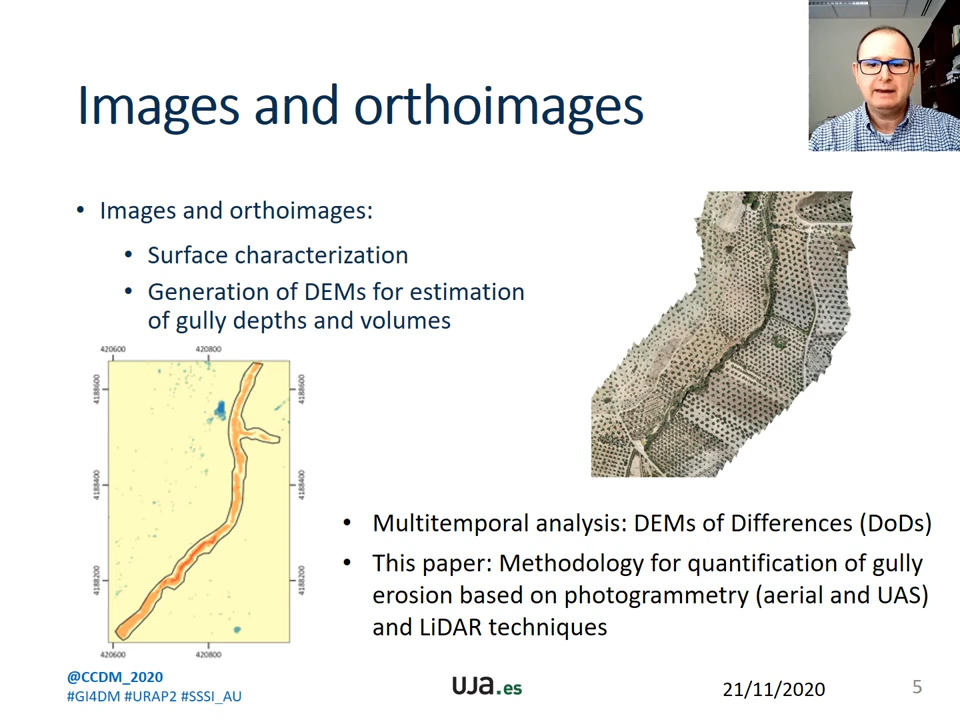 Images and orthoimages
• Images and orthoimages:
• Surface characterization
• Generation of DEMs for estimation
of gully depths and volumes
420600 420800
4188600 4188600
4188400 4188400
4188200 4188200
420600 420800
• Multitemporal analysis: DEMs of Differences (DoDs)
• This paper: Methodology for quantification of gully
erosion based on photogrammetry (aerial and UAS)
and LiDAR techniques
@CCDM_2020
#GI4DM #URAP2 #SSSI_AU
uja.es
21/11/2020
5